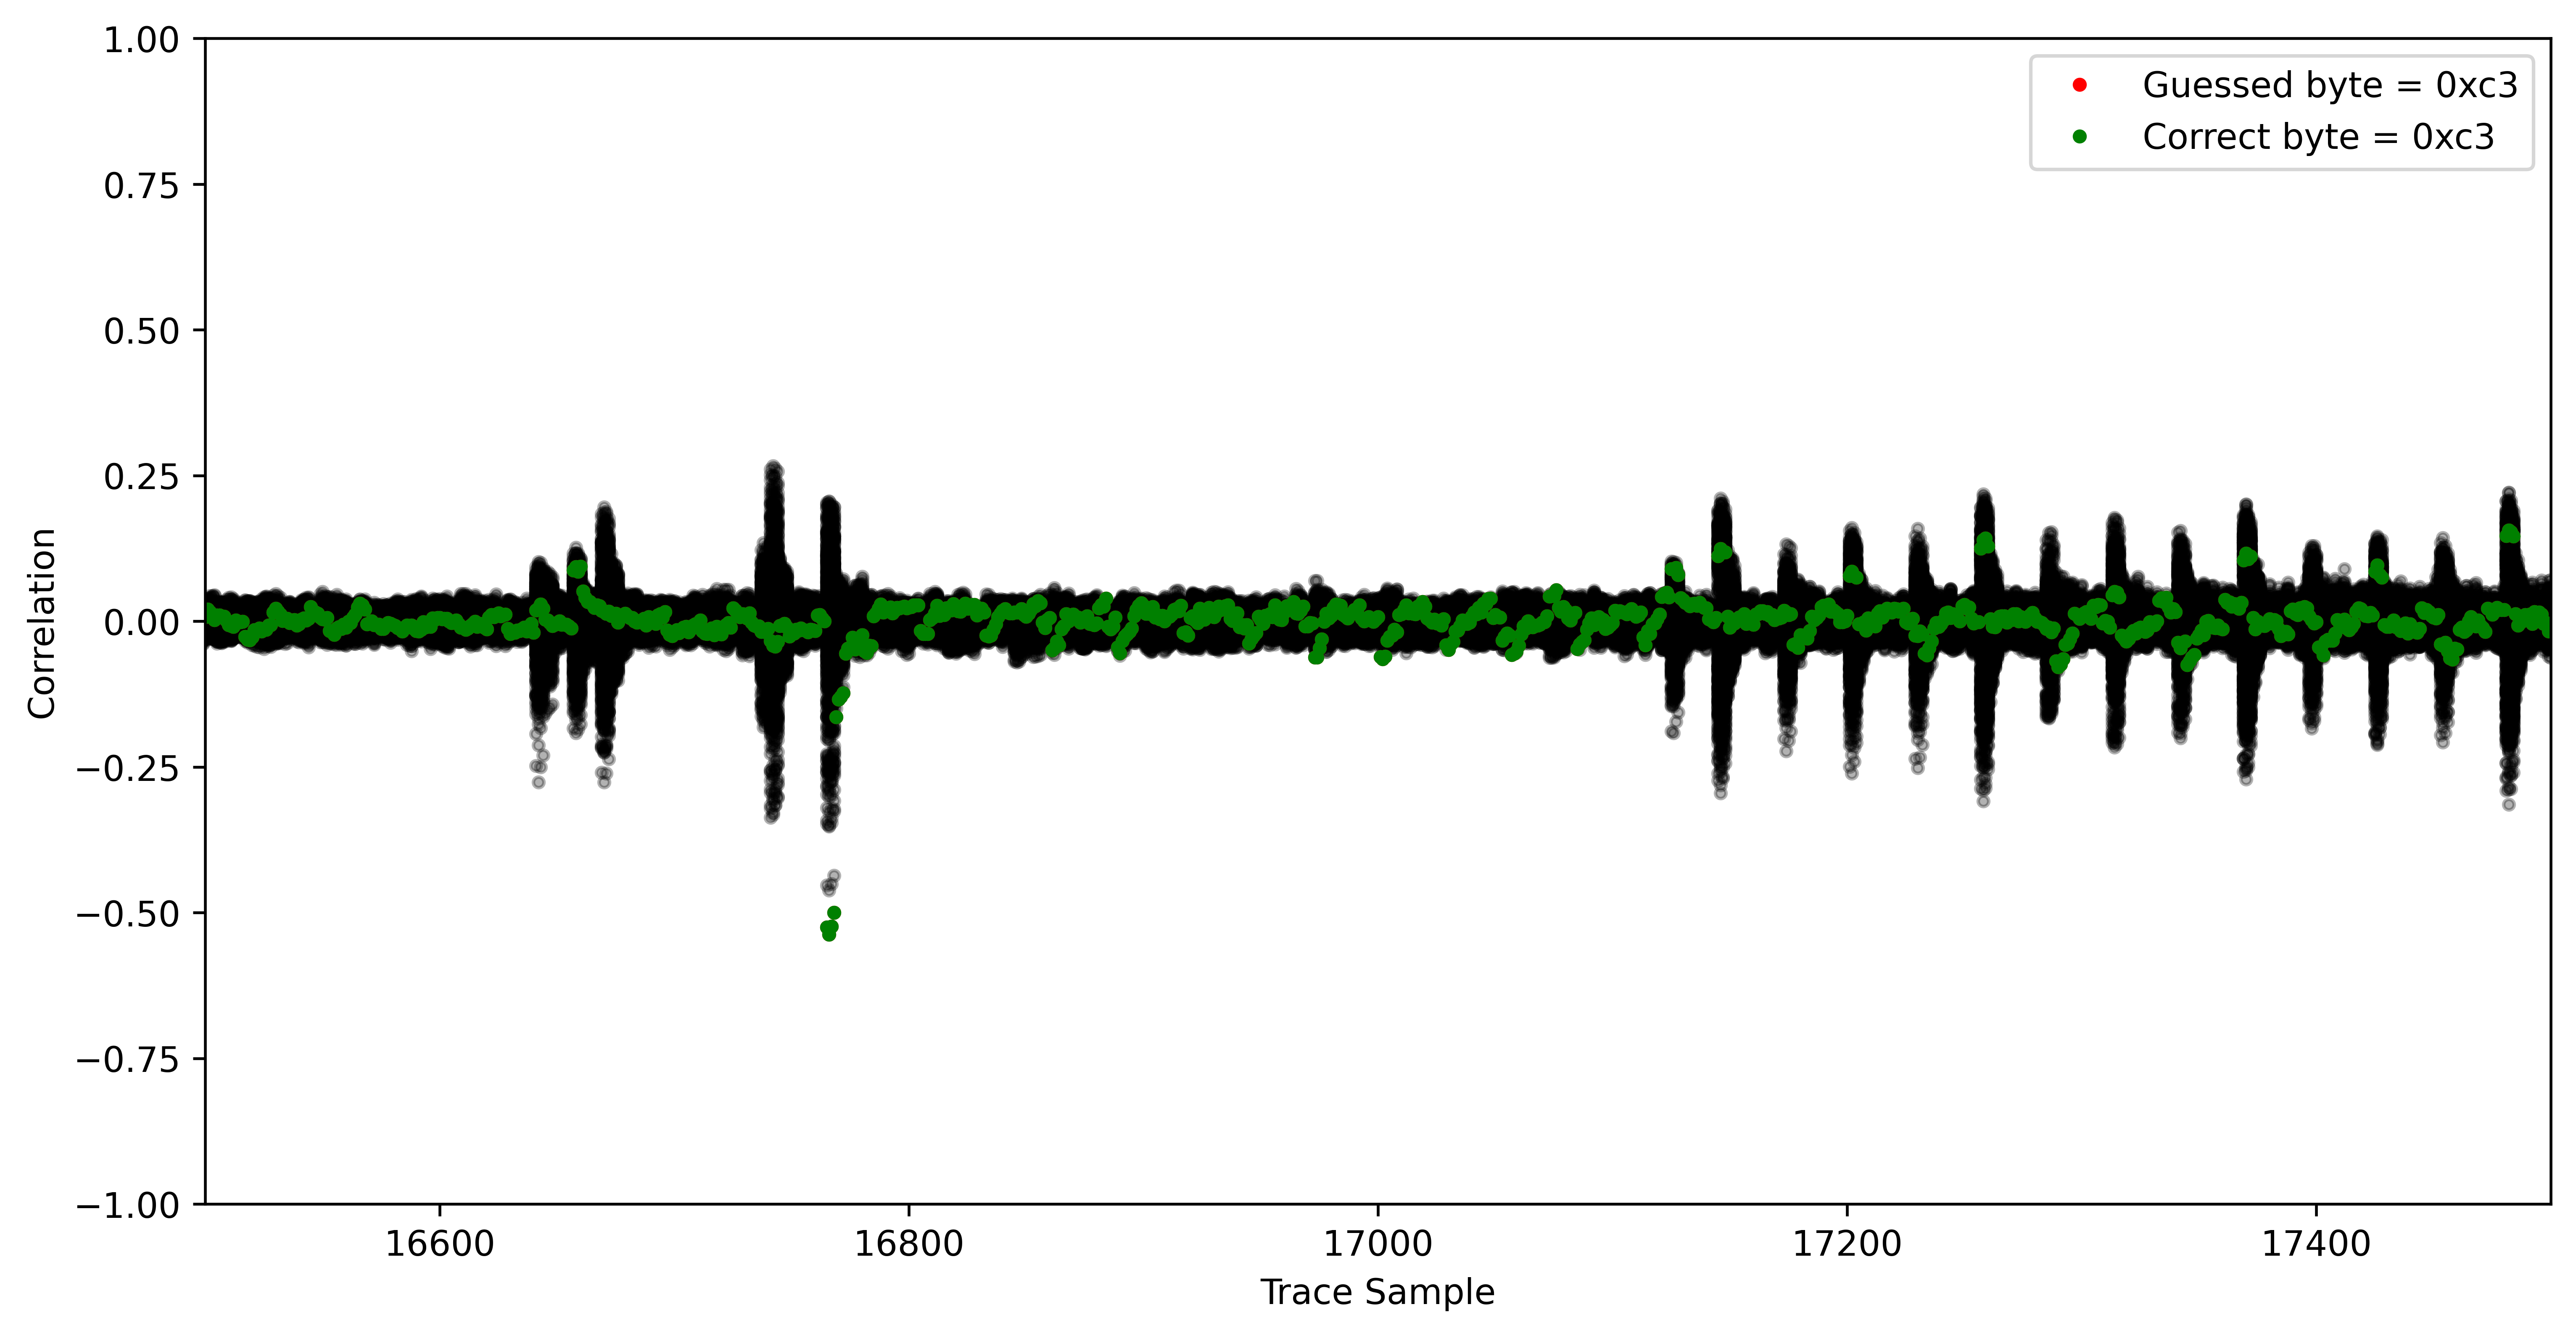 1.00
0.75
0.50
0.25
0.00
−0.25
−0.50
−0.75
−1.00
Correlation
Guessed byte = 0xc3
Correct byte = 0xc3
16600 16800 17000 17200 17400
Trace Sample